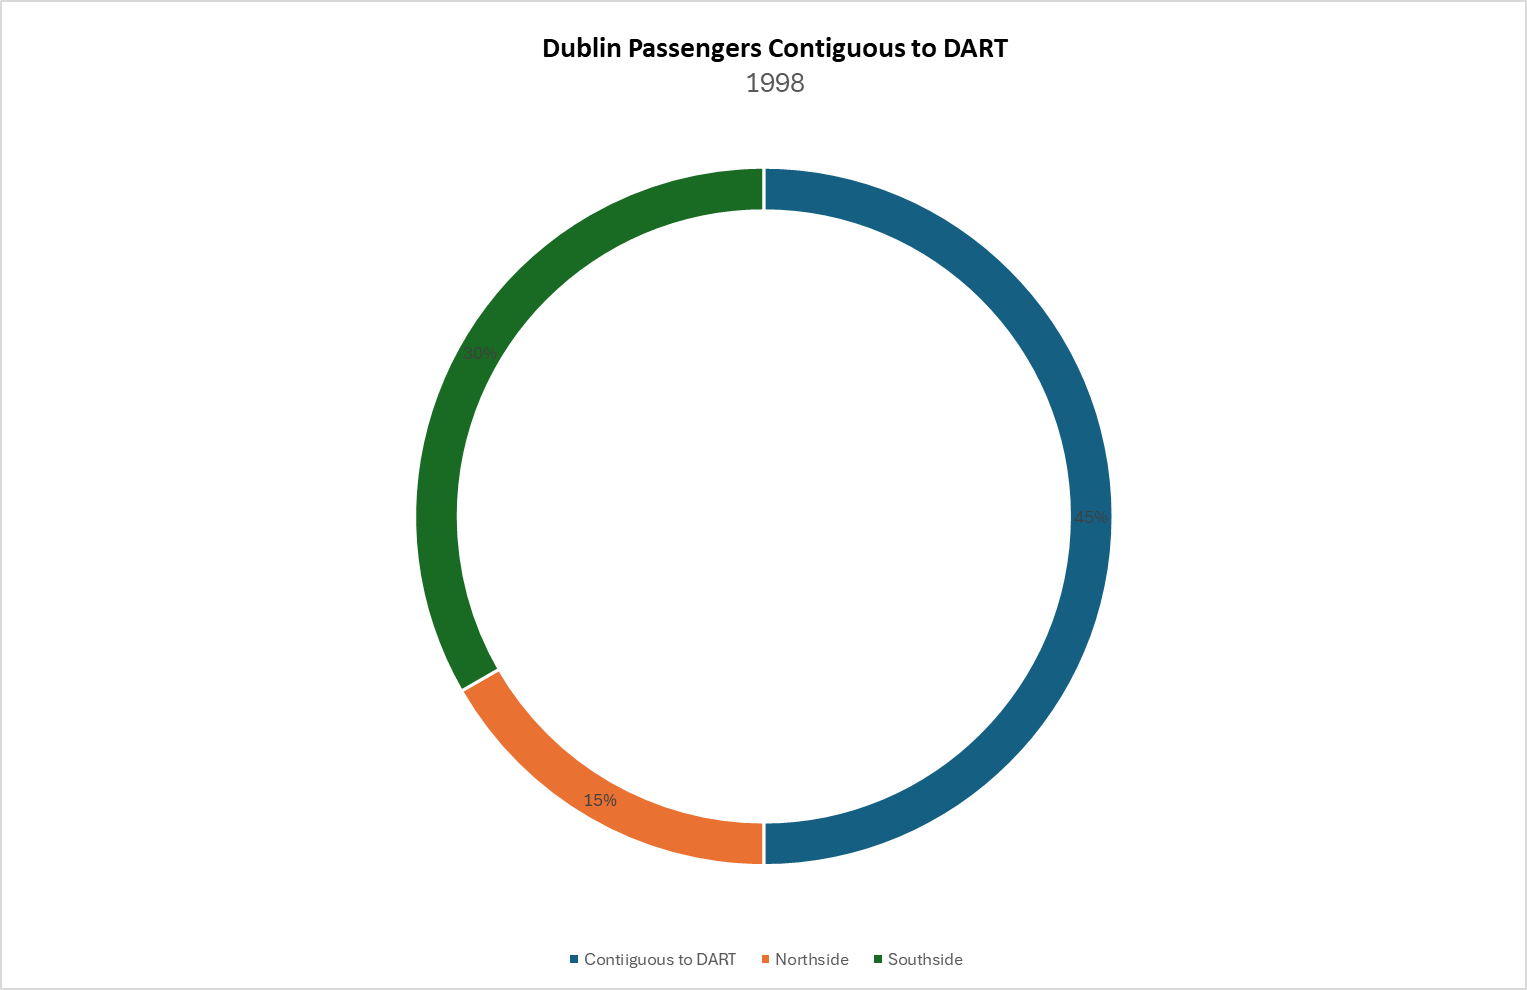 Dublin Passengers Contiguous to DART
1998
30%
45%
15%
Contiiguous to DART Northside Southside